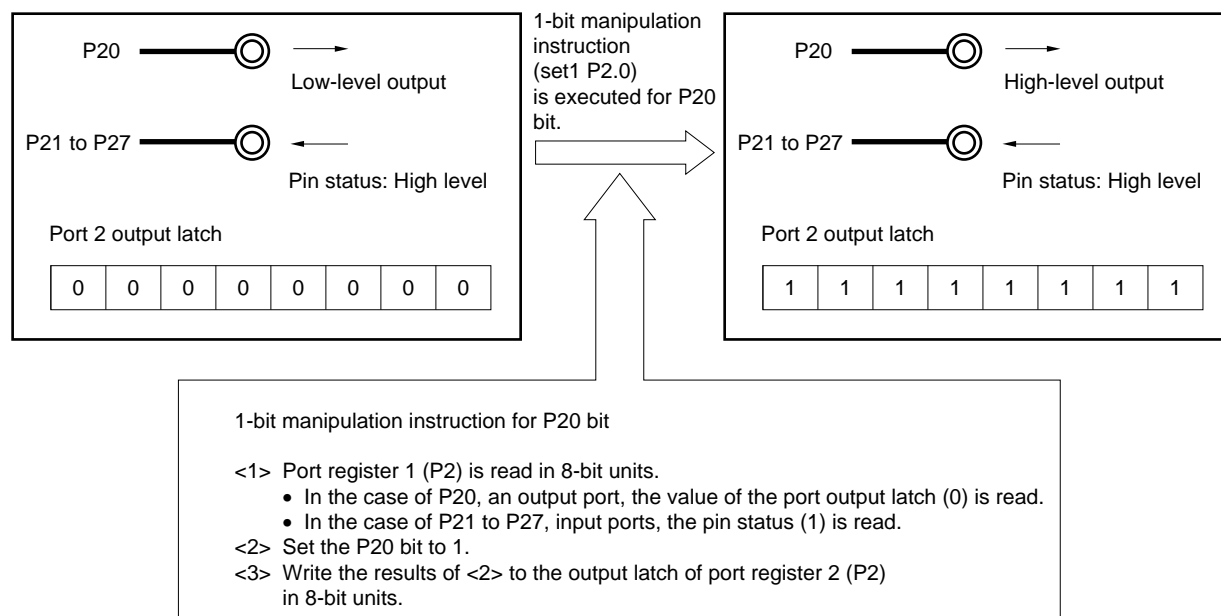 P20
Low-level output
P21 to P27
Pin status: High level
Port 2 output latch
0 0 0 0 0 0 0 0
1-bit manipulation
instruction
(set1 P2.0)
is executed for P20
bit.
P20
High-level output
P21 to P27
Pin status: High level
Port 2 output latch
1 1 1 1 1 1 1 1
1-bit manipulation instruction for P20 bit
<1> Port register 1 (P2) is read in 8-bit units.
• In the case of P20, an output port, the value of the port output latch (0) is read.
• In the case of P21 to P27, input ports, the pin status (1) is read.
<2> Set the P20 bit to 1.
<3> Write the results of <2> to the output latch of port register 2 (P2)
in 8-bit units.